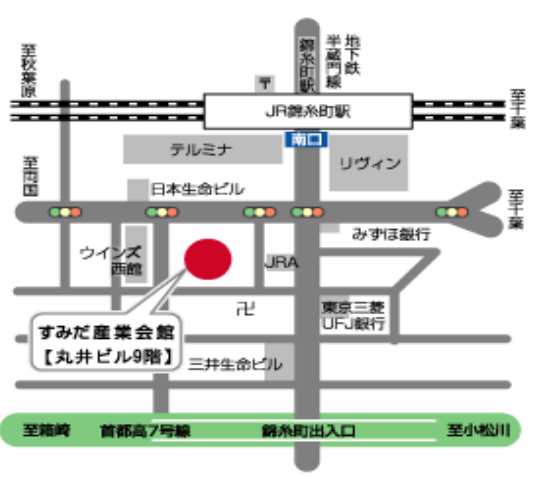 至秋葉原
錦糸町駅
半蔵門線
地下鉄
〒
JR錦糸町駅
至千葉
南口
テルミナ
リヴィン
至両国
日本生命ビル
至千葉
みずほ銀行
ウインズ
西館
JRA
卍
東京三菱
UFJ銀行
すみだ産業会館
【丸井ビル9階】
三井生命ビル
至箱崎
首都高7号線
錦糸町出入口
至小松川